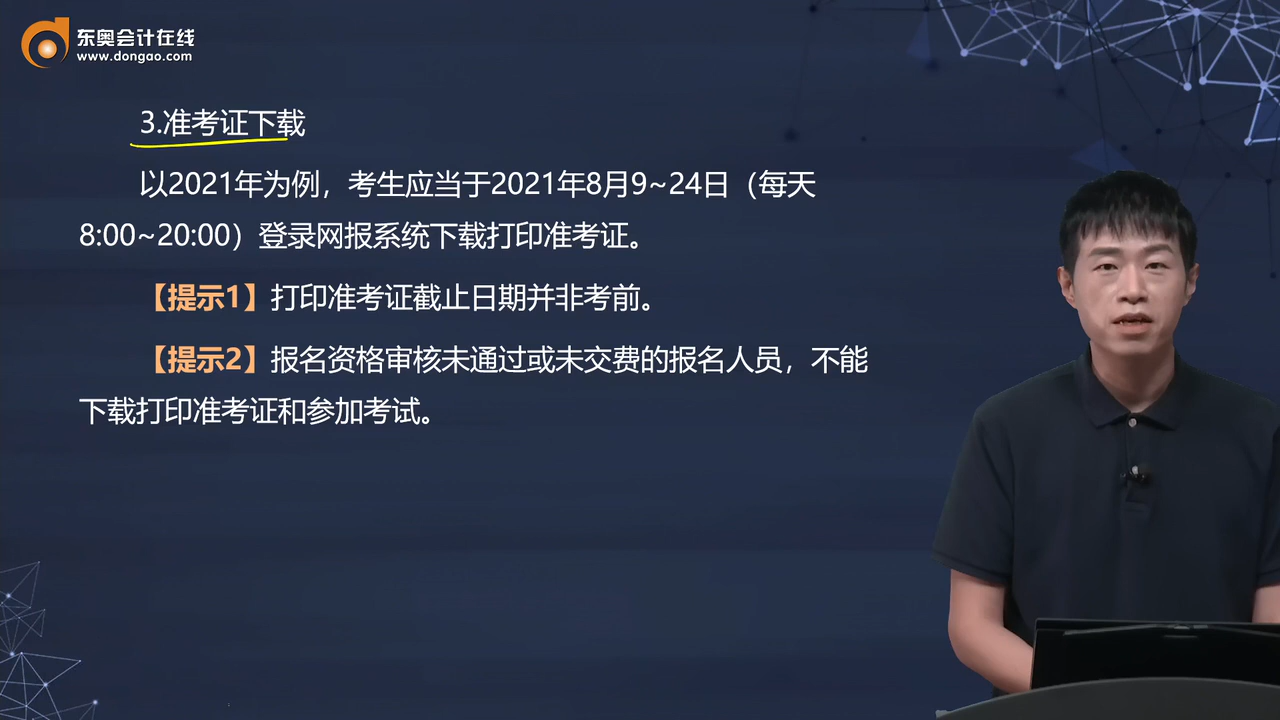 东奥会计在线
www.dongao.com
3.准考证下载
以2021年为例，考生应当于2021年8月9~24日（每天
8:00~20:00）登录网报系统下载打印准考证。
【提示1】打印准考证截止日期并非考前。
【提示2】报名资格审核未通过或未交费的报名人员，不能
下载打印准考证和参加考试。